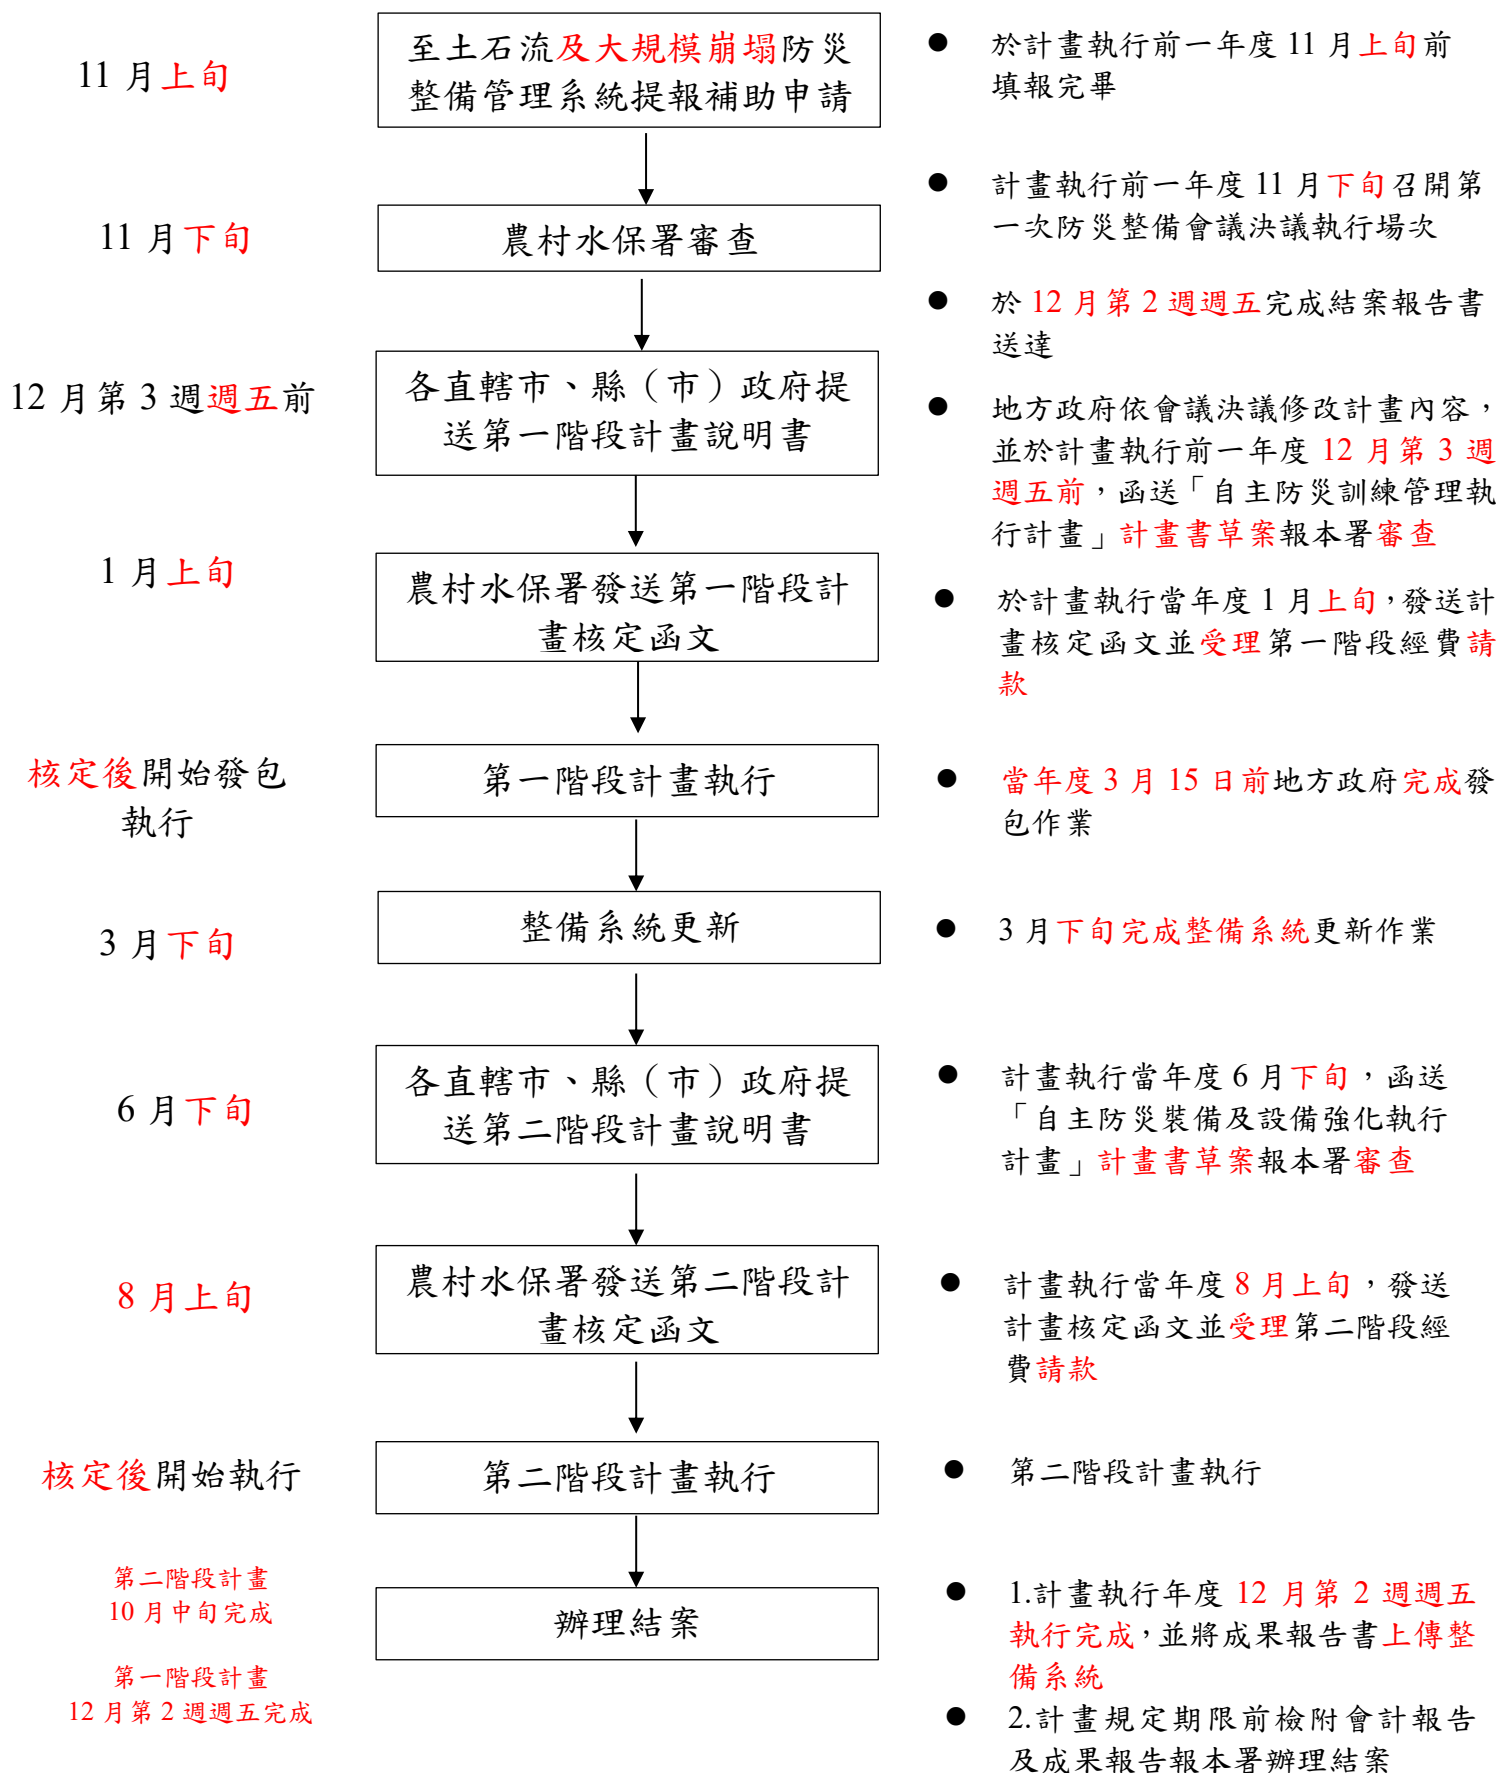 11 月上旬
至土石流及大規模崩塌防災
整備管理系統提報補助申請
● 於計畫執行前一年度 11 月上旬前
填報完畢
11 月下旬
農村水保署審查
● 計畫執行前一年度 11 月下旬召開第
一次防災整備會議決議執行場次
● 於 12 月第 2 週週五完成結案報告書
送達
12 月第 3 週週五前
各直轄市、縣（市）政府提
送第一階段計畫說明書
● 地方政府依會議決議修改計畫內容，
並於計畫執行前一年度 12 月第 3 週
週五前，函送「自主防災訓練管理執
行計畫」計畫書草案報本署審查
1 月上旬
農村水保署發送第一階段計
畫核定函文
● 於計畫執行當年度 1 月上旬，發送計
畫核定函文並受理第一階段經費請
款
核定後開始發包
執行
第一階段計畫執行
● 當年度 3 月 15 日前地方政府完成發
包作業
3 月下旬
整備系統更新
● 3 月下旬完成整備系統更新作業
6 月下旬
各直轄市、縣（市）政府提
送第二階段計畫說明書
● 計畫執行當年度 6 月下旬，函送
「自主防災裝備及設備強化執行
計畫」計畫書草案報本署審查
8 月上旬
農村水保署發送第二階段計
畫核定函文
● 計畫執行當年度 8 月上旬，發送
計畫核定函文並受理第二階段經
費請款
核定後開始執行
第二階段計畫執行
● 第二階段計畫執行
第二階段計畫
10 月中旬完成
第一階段計畫
12 月第 2 週週五完成
辦理結案
● 1.計畫執行年度 12 月第 2 週週五
執行完成，並將成果報告書上傳整
備系統
● 2.計畫規定期限前檢附會計報告
及成果報告報本署辦理結案